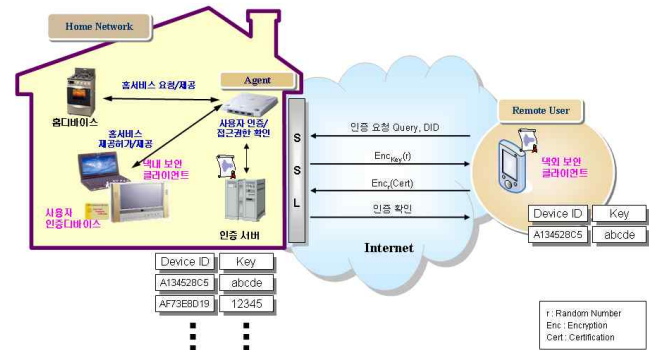 Home Network
Agent
홈서비스 요청/제공
홈디바이스
사용자 인증/
접근권한 확인
홈서비스
제공허가/제공
댁내 보안
클라이언트
사용자
인증디바이스
인증 서버
S
S
L
인증 요청 Query, DID
Enc_Key(r)
Enc_r(Cert)
인증 확인
Internet
Remote User
댁외 보안
클라이언트
Device ID Key
A134528C5 abcde
Device ID Key
A134528C5 abcde
AF73E8D19 12345
r : Random Number
Enc : Encryption
Cert : Certification